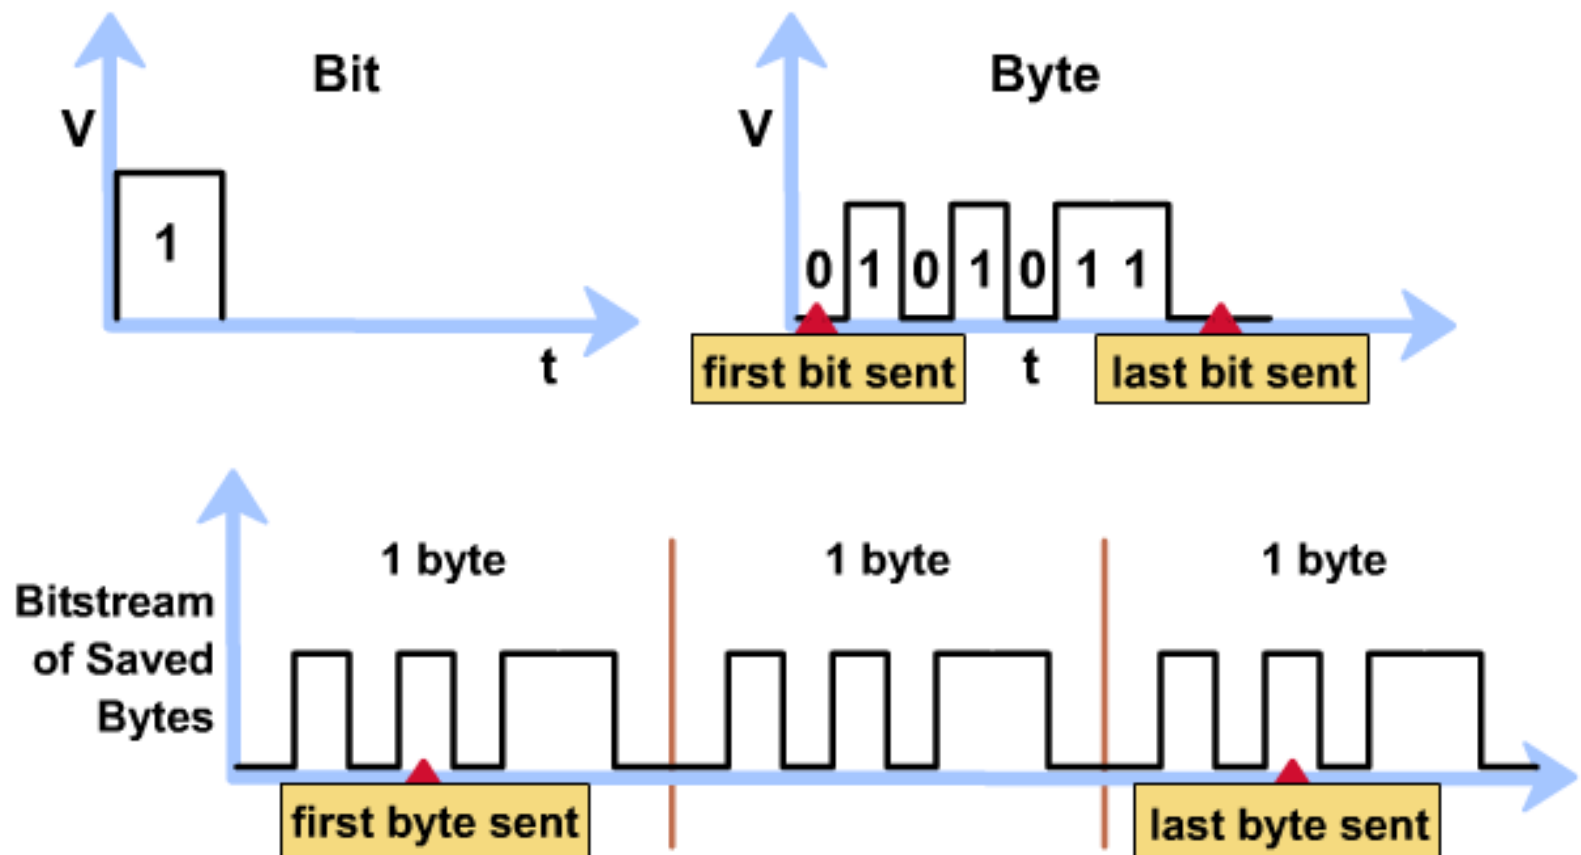 Bit
V
1
t
Byte
V
0 1 0 1 0 1 1
first bit sent
t
last bit sent
1 byte
1 byte
1 byte
Bitstream
of Saved
Bytes
first byte sent
last byte sent